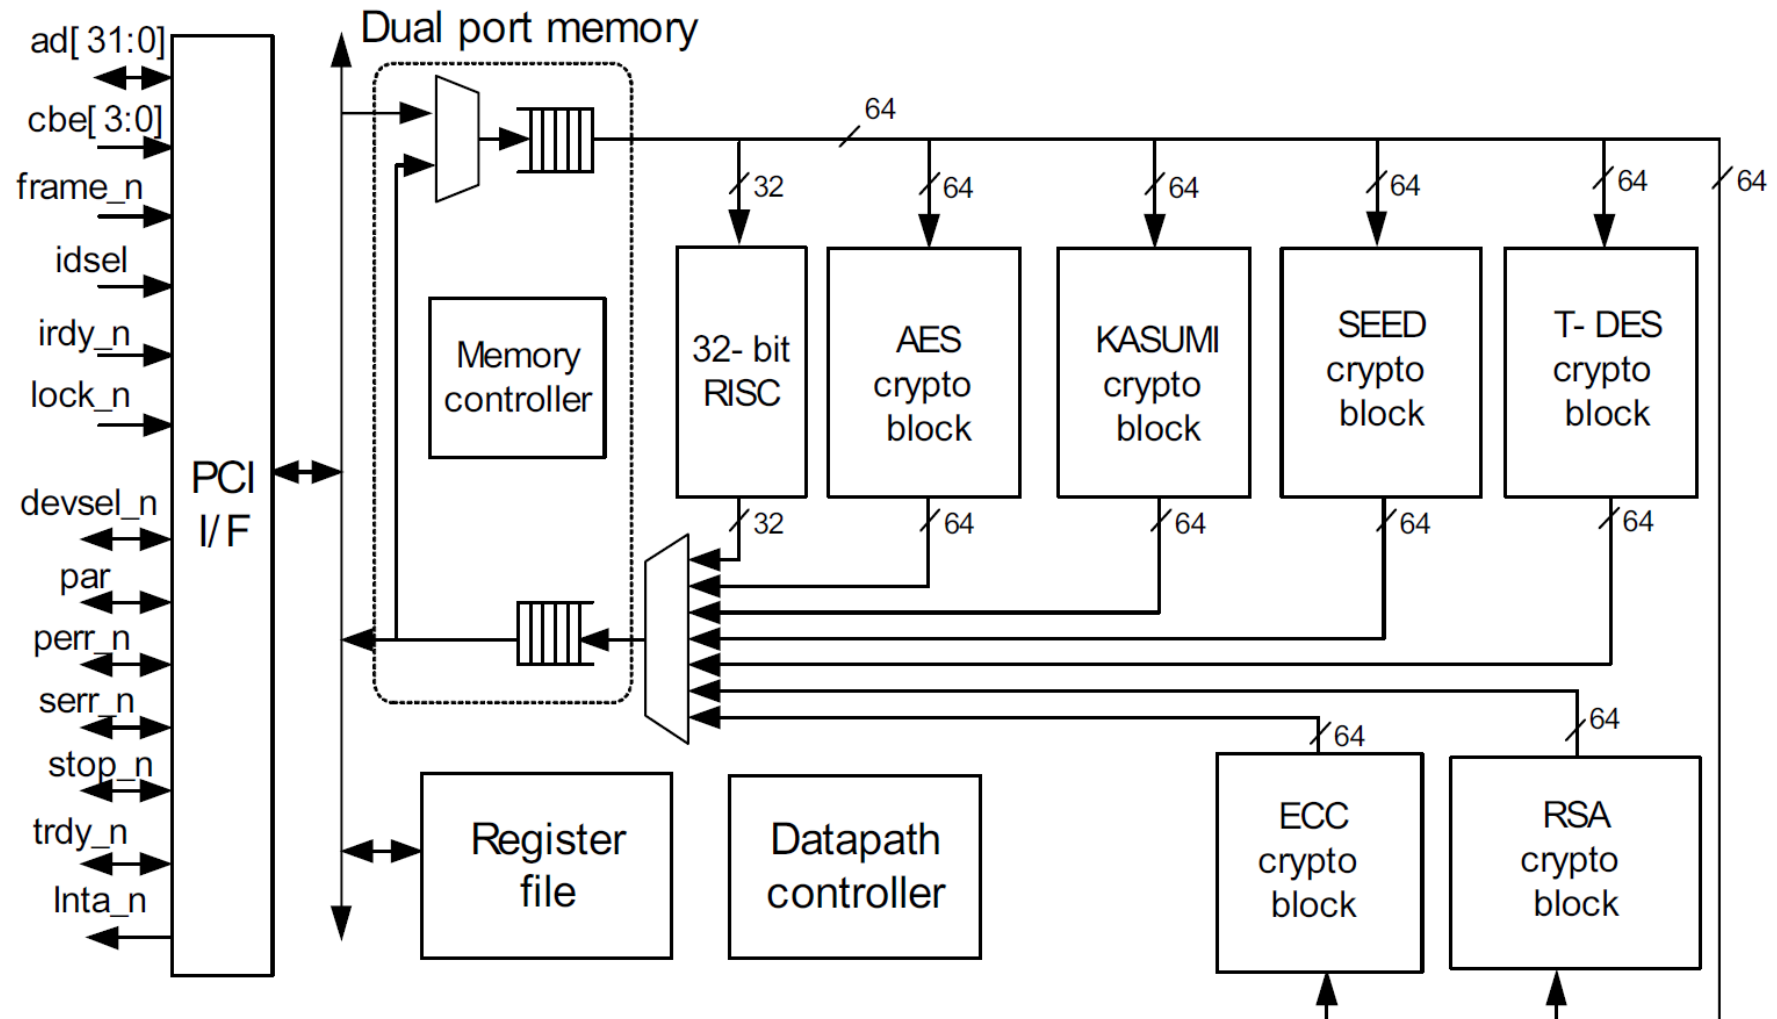 Dual port memory
ad[ 31:0]
cbe[ 3:0]
frame_n
idsel
irdy_n
lock_n
devsel_n
par
perr_n
serr_n
stop_n
trdy_n
Inta_n
PCI
I/F
64
32
64
64
64
64
64
Memory
controller
32- bit
RISC
AES
crypto
block
KASUMI
crypto
block
SEED
crypto
block
T- DES
crypto
block
32
64
64
64
64
64
64
Register
file
Datapath
controller
ECC
crypto
block
RSA
crypto
block